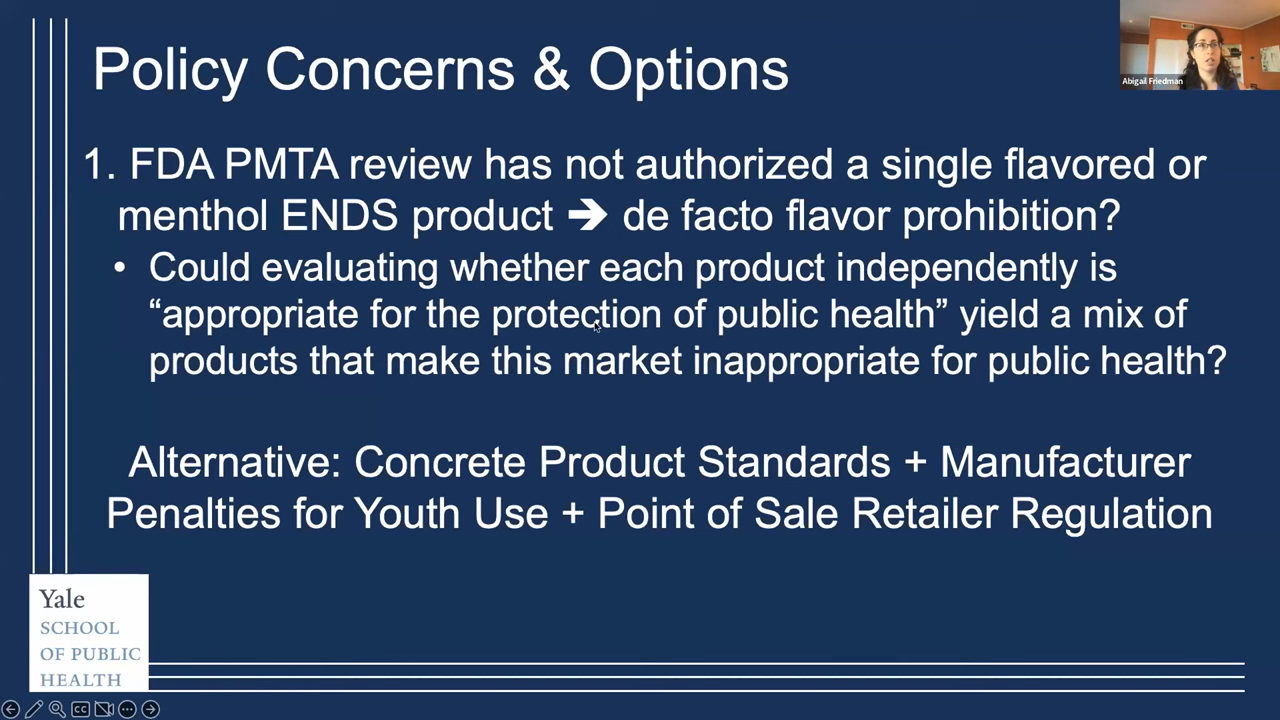 Policy Concerns & Options
Abigail Friedman
1. FDA PMTA review has not authorized a single flavored or
menthol ENDS product ➔ de facto flavor prohibition?
• Could evaluating whether each product independently is
“appropriate for the protection of public health” yield a mix of
products that make this market inappropriate for public health?
Alternative: Concrete Product Standards + Manufacturer
Penalties for Youth Use + Point of Sale Retailer Regulation
Yale
SCHOOL
OF PUBLIC
HEALTH
CC